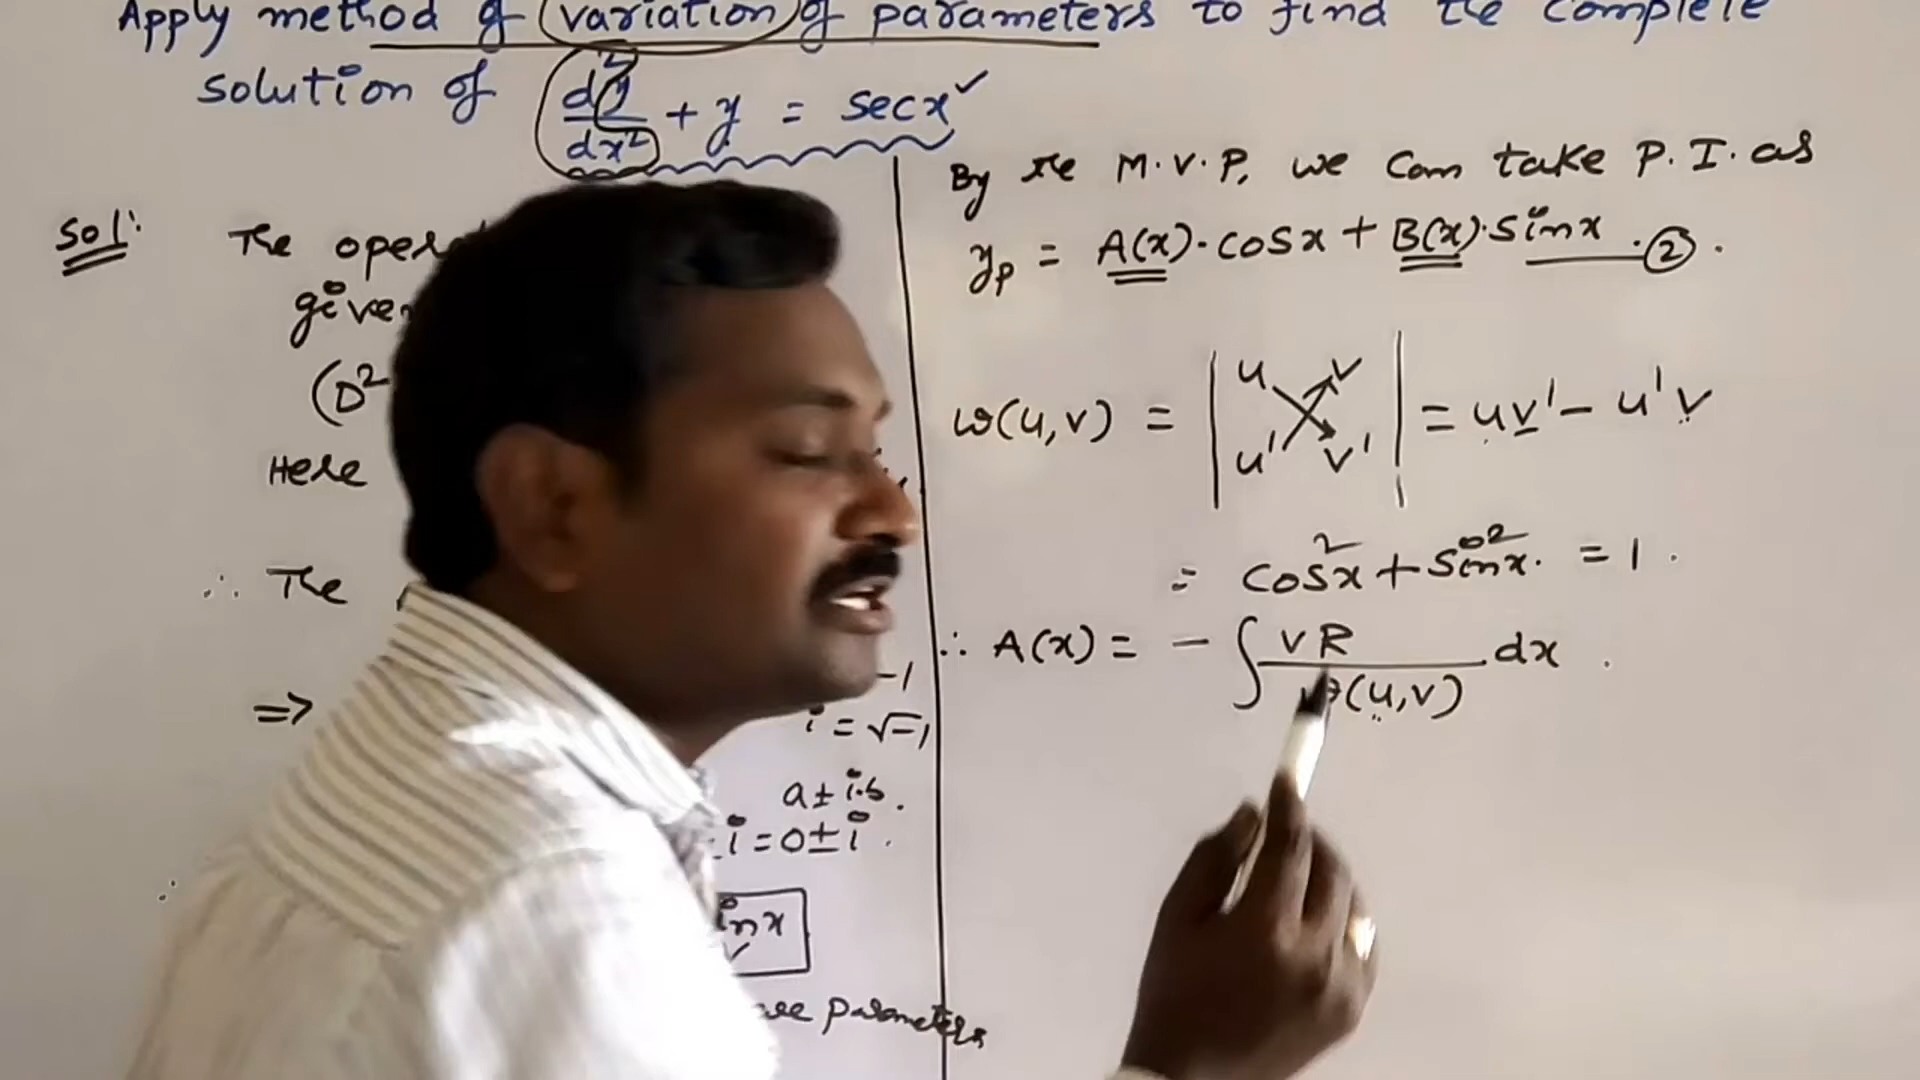 Apply method of variation of parameters to find the complete
solution of d²y/dx² + y = secx ✓
Sol:
The
given
(D²
Here
∴ The
-1
⇒ i = √-1
a ± i·b.
i = 0 ± i.
inx ✓
are parameters
By the M.V.P, we can take P.I. as
y_p = A(x)·cosx + B(x)·sinx . ②.
w(u,v) = | u v | = uv' - u'v
| u' v' |
= cos²x + sin²x. = 1.
∴ A(x) = - ∫ vR / w(u,v) dx.